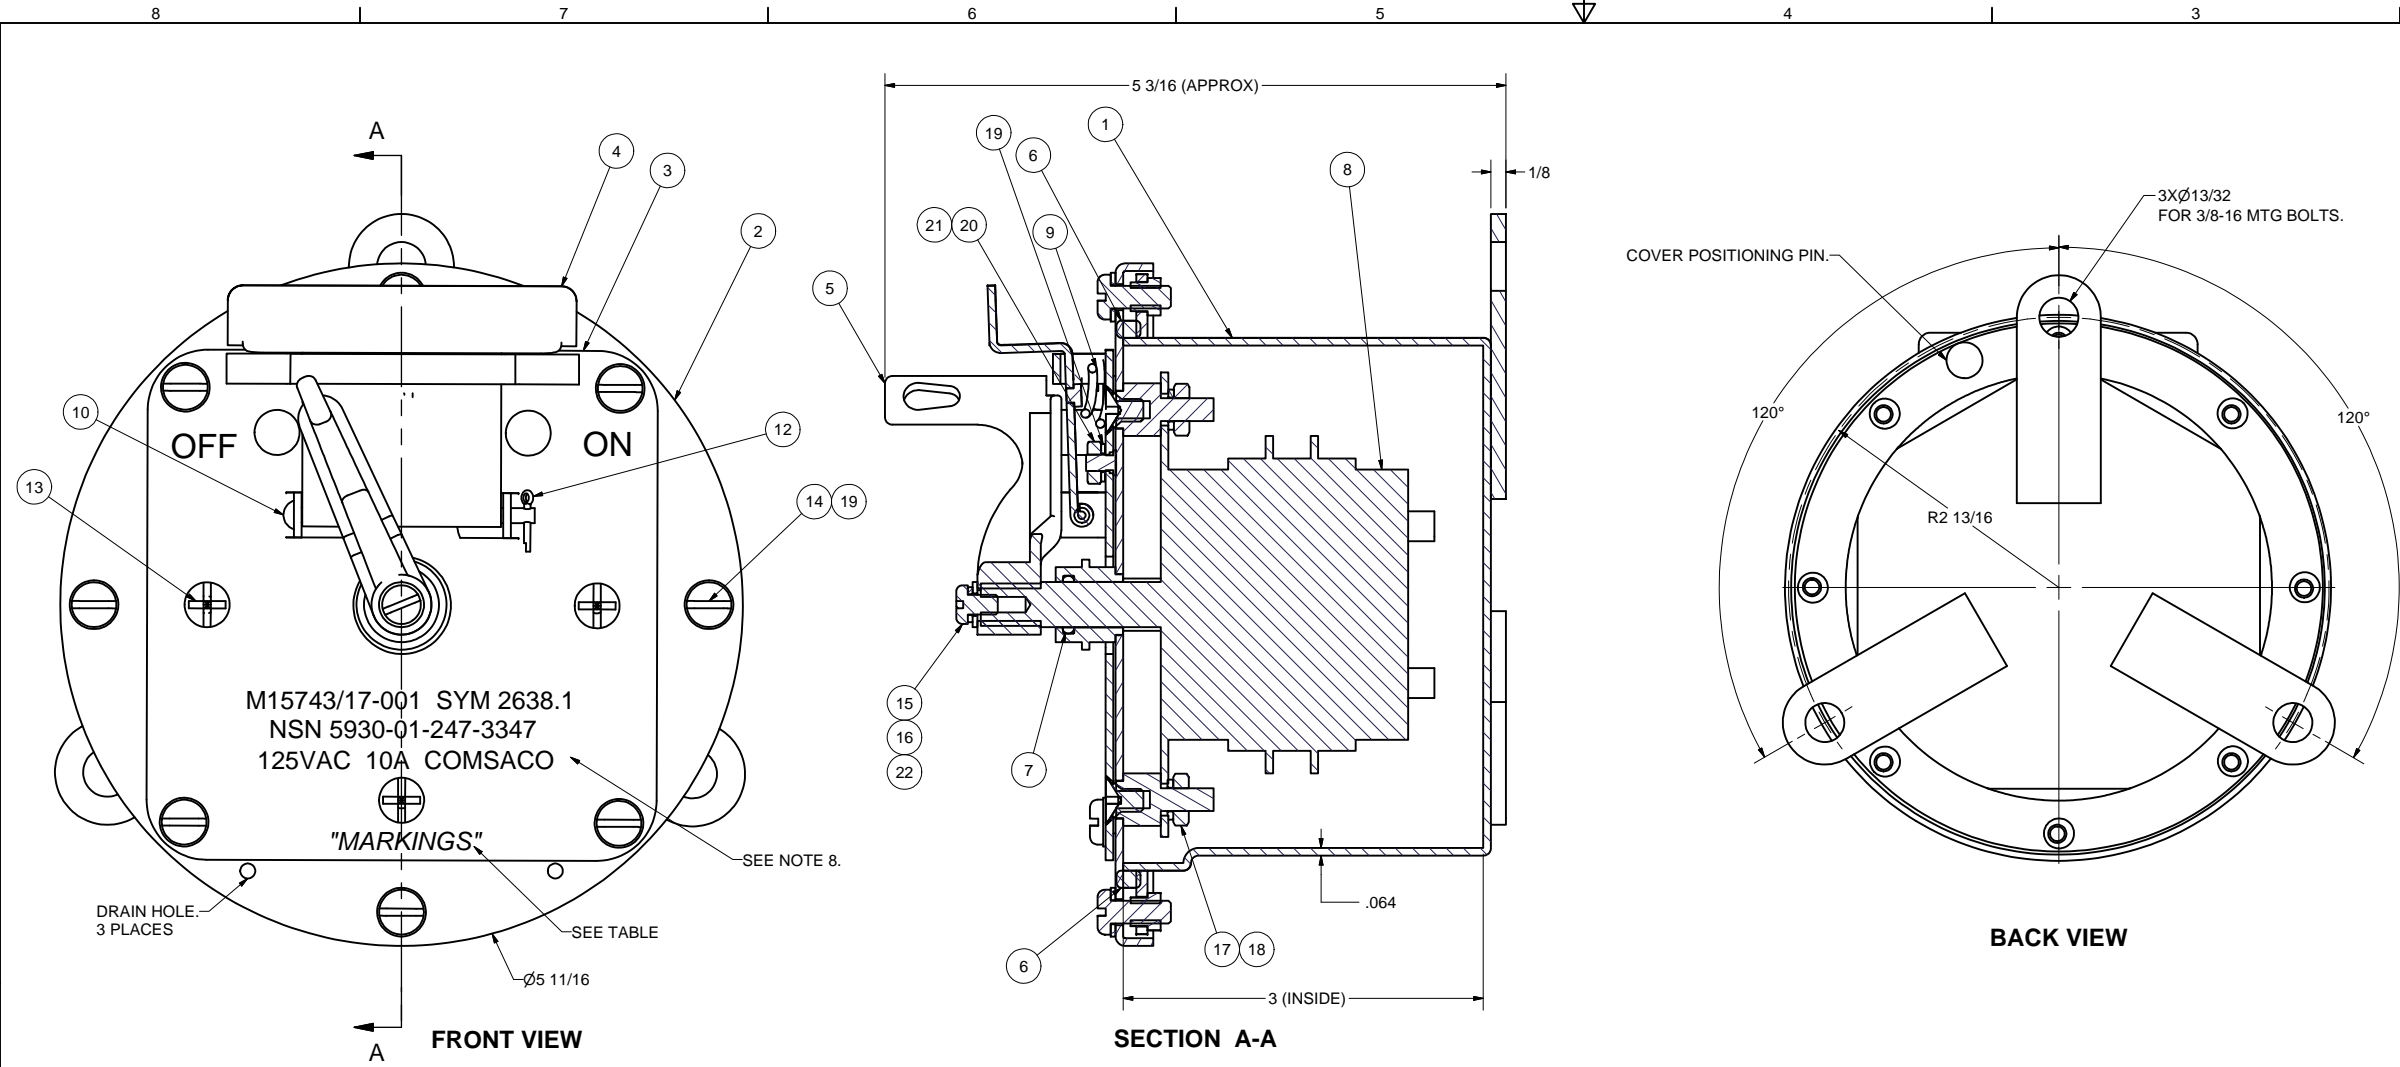 8 7 6 5 4 3
A
4
3
2
10
OFF
ON
12
13
14 19
M15743/17-001 SYM 2638.1
NSN 5930-01-247-3347
125VAC 10A COMSACO
"MARKINGS"
SEE NOTE 8.
DRAIN HOLE.
3 PLACES
SEE TABLE
Ø5 11/16
A
FRONT VIEW
5 3/16 (APPROX)
19
6
1
8
1/8
21 20
9
5
15
16
22
7
.064
6
17 18
3 (INSIDE)
SECTION A-A
3XØ13/32
FOR 3/8-16 MTG BOLTS.
COVER POSITIONING PIN.
120°
120°
R2 13/16
BACK VIEW